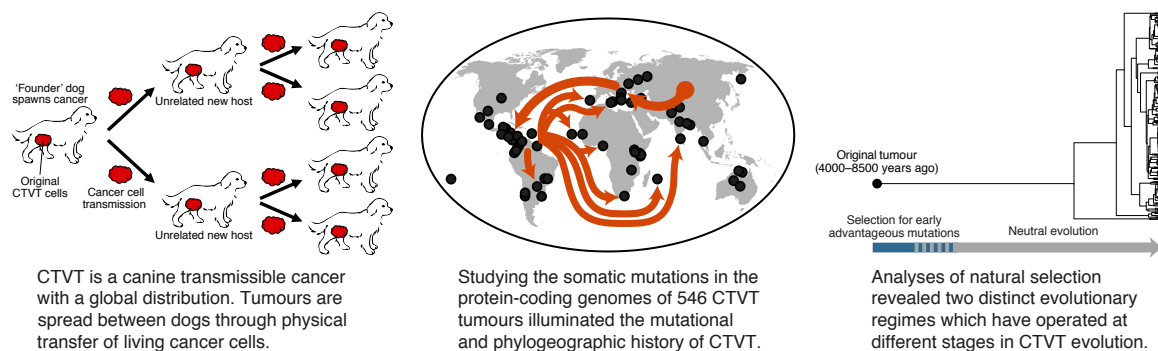 'Founder' dog
spawns cancer
Original
CTVT cells
Cancer cell
transmission
Unrelated new host
Unrelated new host
CTVT is a canine transmissible cancer
with a global distribution. Tumours are
spread between dogs through physical
transfer of living cancer cells.
Studying the somatic mutations in the
protein-coding genomes of 546 CTVT
tumours illuminated the mutational
and phylogeographic history of CTVT.
Original tumour
(4000–8500 years ago)
Selection for early
advantageous mutations
Neutral evolution
Analyses of natural selection
revealed two distinct evolutionary
regimes which have operated at
different stages in CTVT evolution.